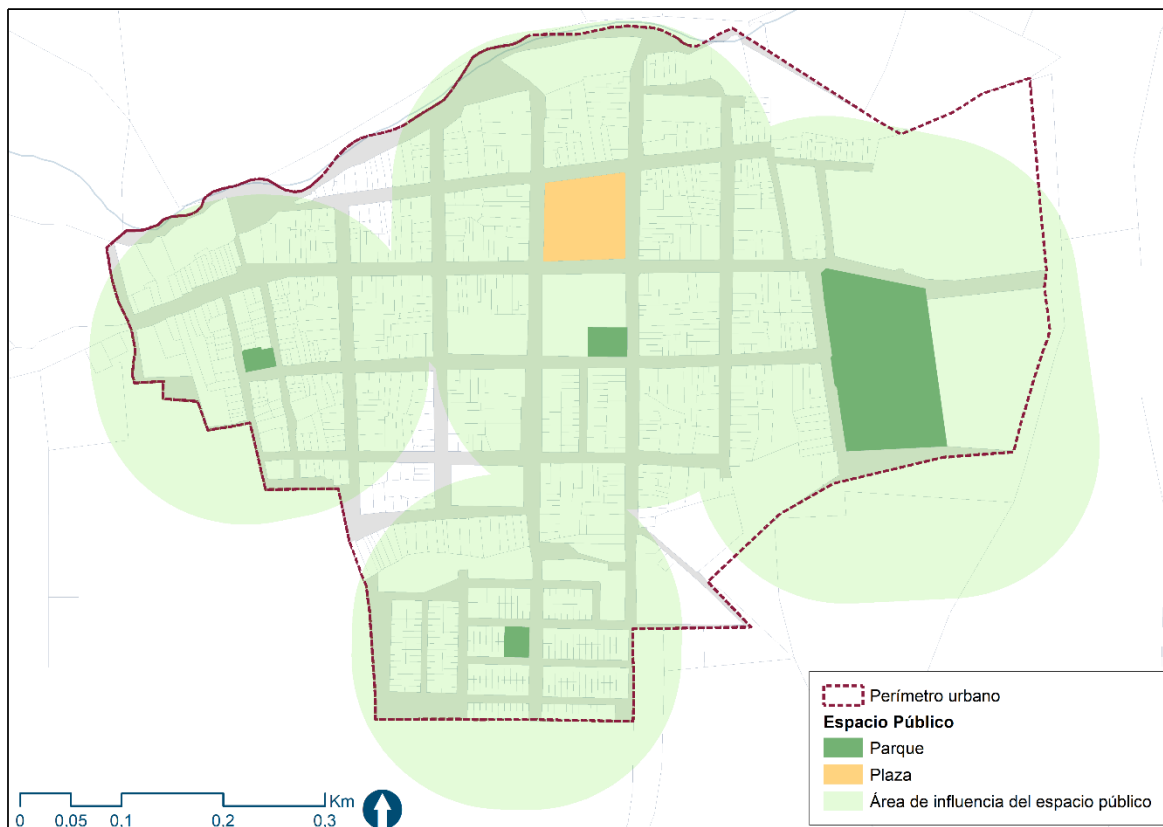 Perímetro urbano
Espacio Público
Parque
Plaza
Área de influencia del espacio público
Km
0 0.05 0.1 0.2 0.3